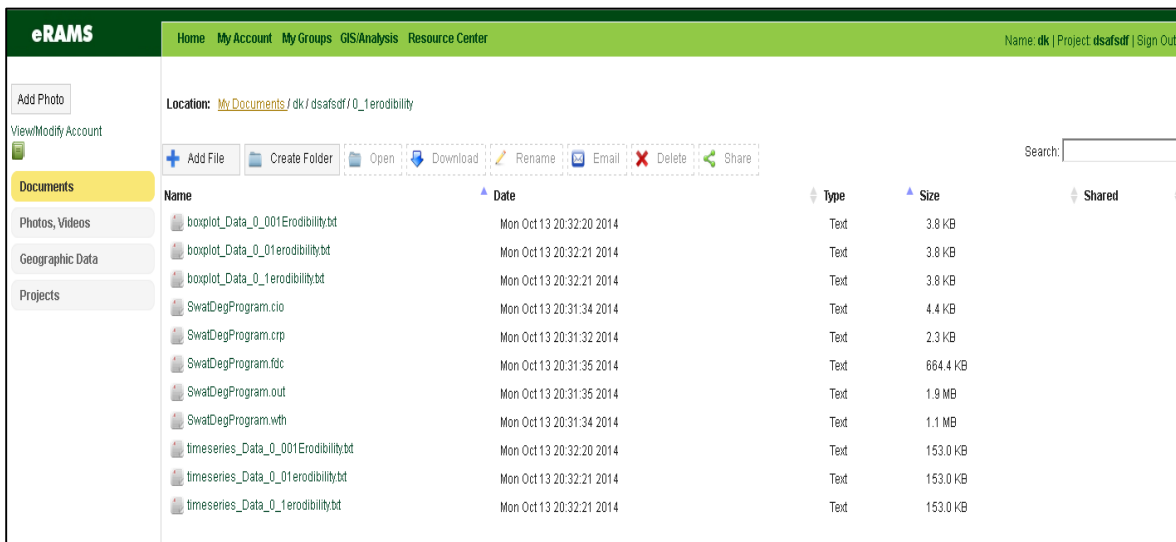 eRAMS
Home My Account My Groups GIS/Analysis Resource Center
Name: dk | Project: dsafsdf | Sign Out
Add Photo
View/Modify Account
Documents
Photos, Videos
Geographic Data
Projects
Location: My Documents / dk / dsafsdf / 0_1erodibility
Add File Create Folder Open Download Rename Email Delete Share
Search:
Name Date Type Size Shared
boxplot_Data_0_001Erodibility.txt Mon Oct 13 20:32:20 2014 Text 3.8 KB
boxplot_Data_0_01erodibility.txt Mon Oct 13 20:32:21 2014 Text 3.8 KB
boxplot_Data_0_1erodibility.txt Mon Oct 13 20:32:21 2014 Text 3.8 KB
SwatDegProgram.cio Mon Oct 13 20:31:34 2014 Text 4.4 KB
SwatDegProgram.crp Mon Oct 13 20:31:32 2014 Text 2.3 KB
SwatDegProgram.fdc Mon Oct 13 20:31:35 2014 Text 664.4 KB
SwatDegProgram.out Mon Oct 13 20:31:35 2014 Text 1.9 MB
SwatDegProgram.wth Mon Oct 13 20:31:34 2014 Text 1.1 MB
timeseries_Data_0_001Erodibility.txt Mon Oct 13 20:32:20 2014 Text 153.0 KB
timeseries_Data_0_01erodibility.txt Mon Oct 13 20:32:21 2014 Text 153.0 KB
timeseries_Data_0_1erodibility.txt Mon Oct 13 20:32:21 2014 Text 153.0 KB